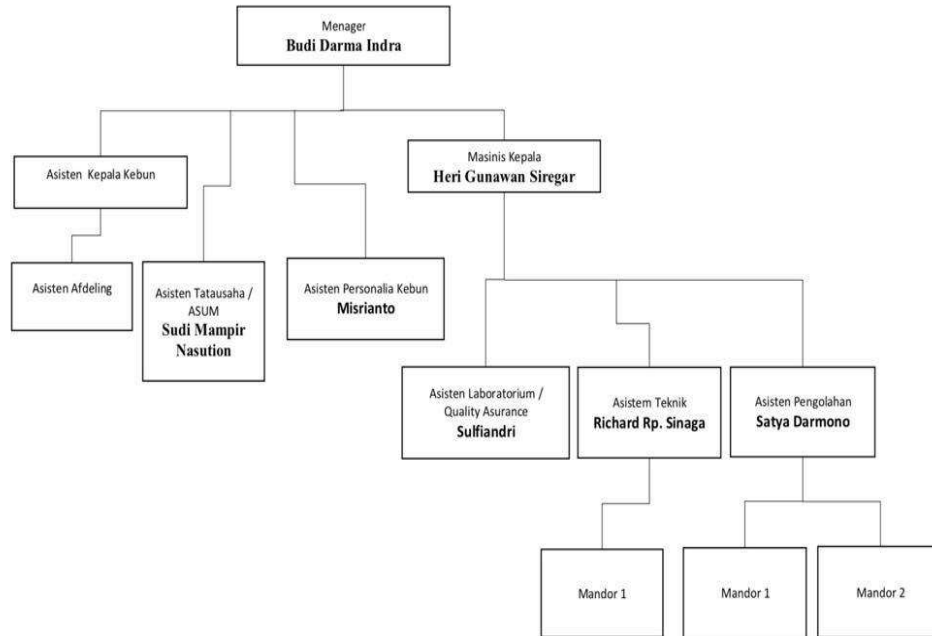 Menager
Budi Darma Indra
Asisten Kepala Kebun
Masinis Kepala
Heri Gunawan Siregar
Asisten Afdeling
Asisten Tatausaha /
ASUM
Sudi Mampir
Nasution
Asisten Personalia Kebun
Misrianto
Asisten Laboratorium /
Quality Asurance
Sulfiandri
Asistem Teknik
Richard Rp. Sinaga
Asisten Pengolahan
Satya Darmono
Mandor 1
Mandor 1
Mandor 2